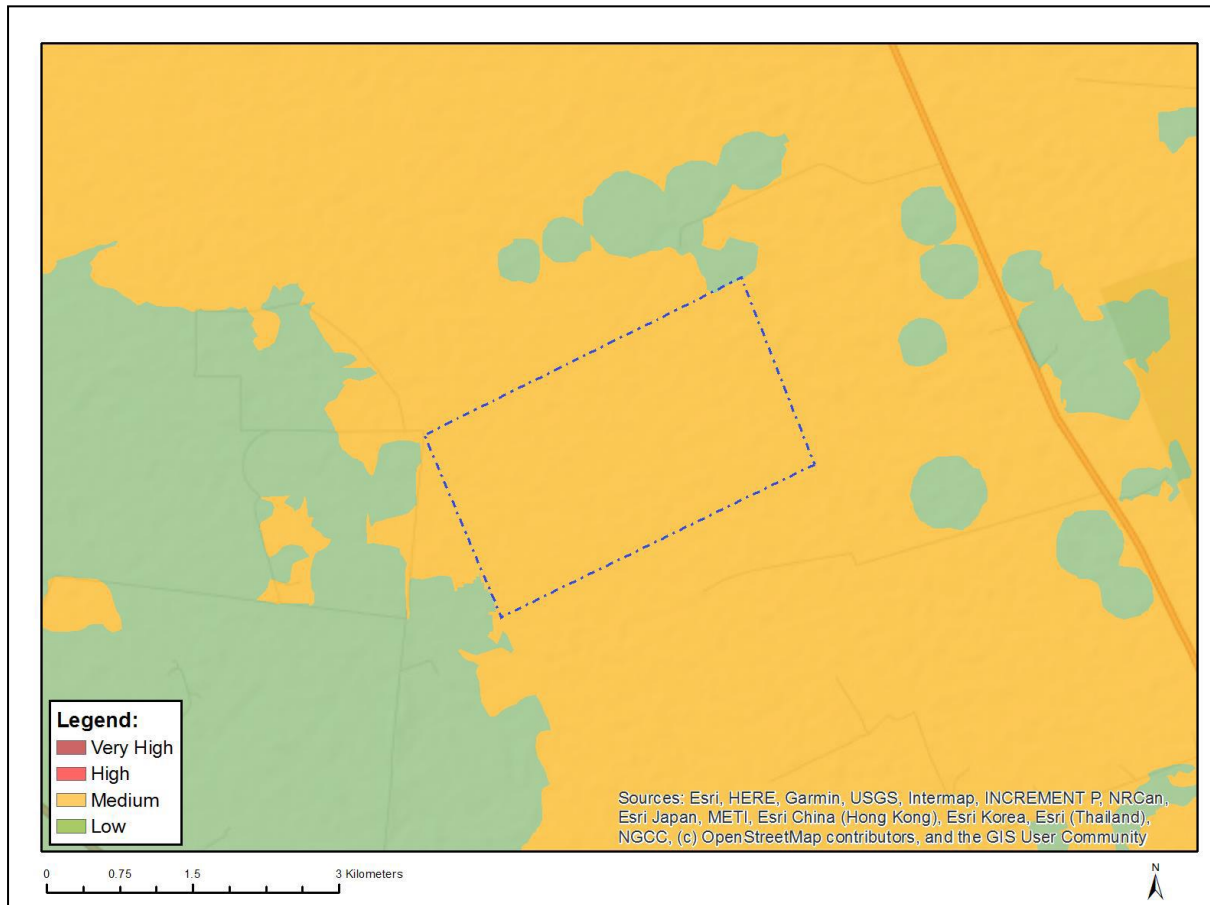 Legend:
Very High
High
Medium
Low
Sources: Esri, HERE, Garmin, USGS, Intermap, INCREMENT P, NRCan,
Esri Japan, METI, Esri China (Hong Kong), Esri Korea, Esri (Thailand),
NGCC, (c) OpenStreetMap contributors, and the GIS User Community
0 0.75 1.5 3 Kilometers
N